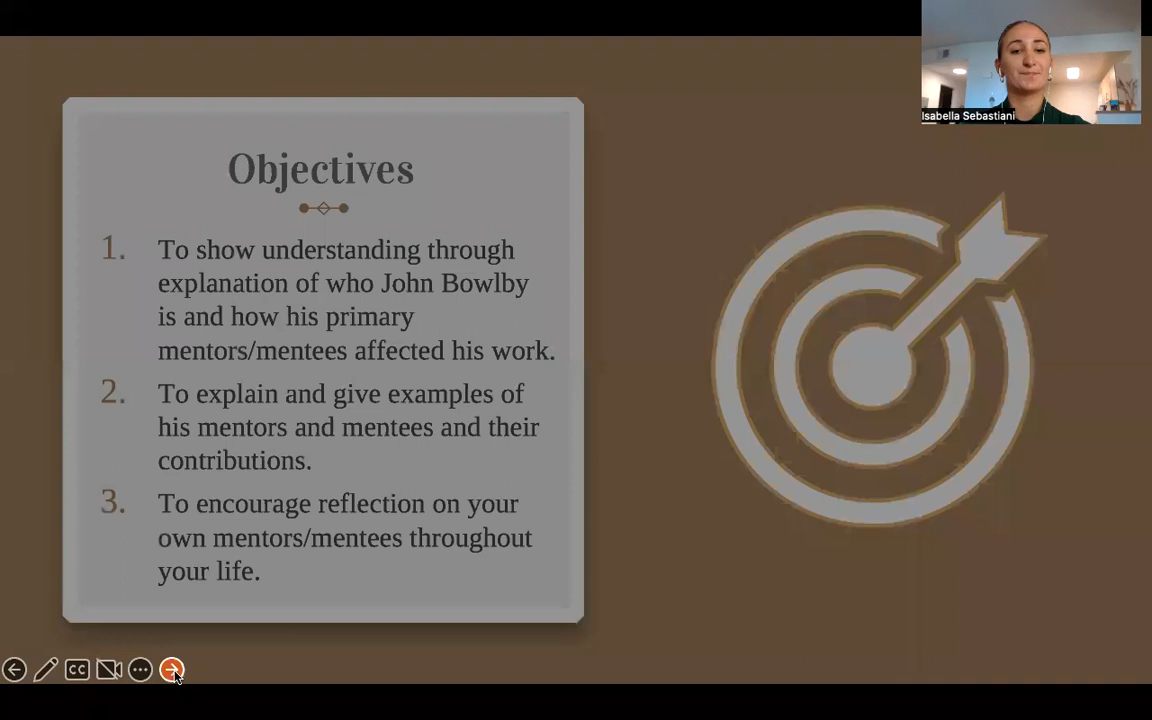 Isabella Sebastiani
Objectives
1. To show understanding through
explanation of who John Bowlby
is and how his primary
mentors/mentees affected his work.
2. To explain and give examples of
his mentors and mentees and their
contributions.
3. To encourage reflection on your
own mentors/mentees throughout
your life.
CC